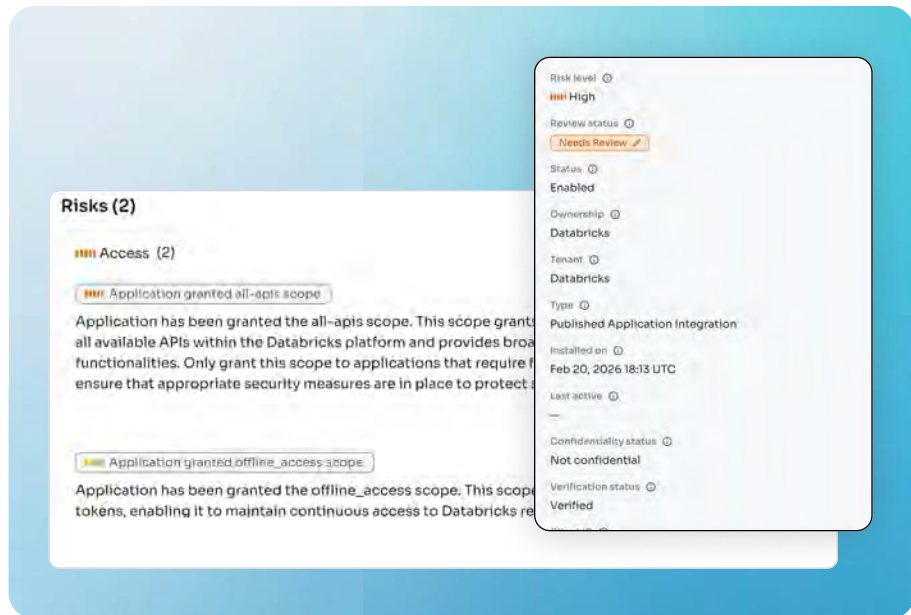 Risks (2)
Access (2)
Application granted all-apis scope
Application has been granted the all-apis scope. This scope grants
all available APIs within the Databricks platform and provides broa
functionalities. Only grant this scope to applications that require f
ensure that appropriate security measures are in place to protect s
Application granted offline_access scope
Application has been granted the offline_access scope. This scope
tokens, enabling it to maintain continuous access to Databricks re
Risk level
High
Review status
Needs Review
Status
Enabled
Ownership
Databricks
Tenant
Databricks
Type
Published Application Integration
Installed on
Feb 20, 2026 18:13 UTC
Last active
—
Confidentiality status
Not confidential
Verification status
Verified